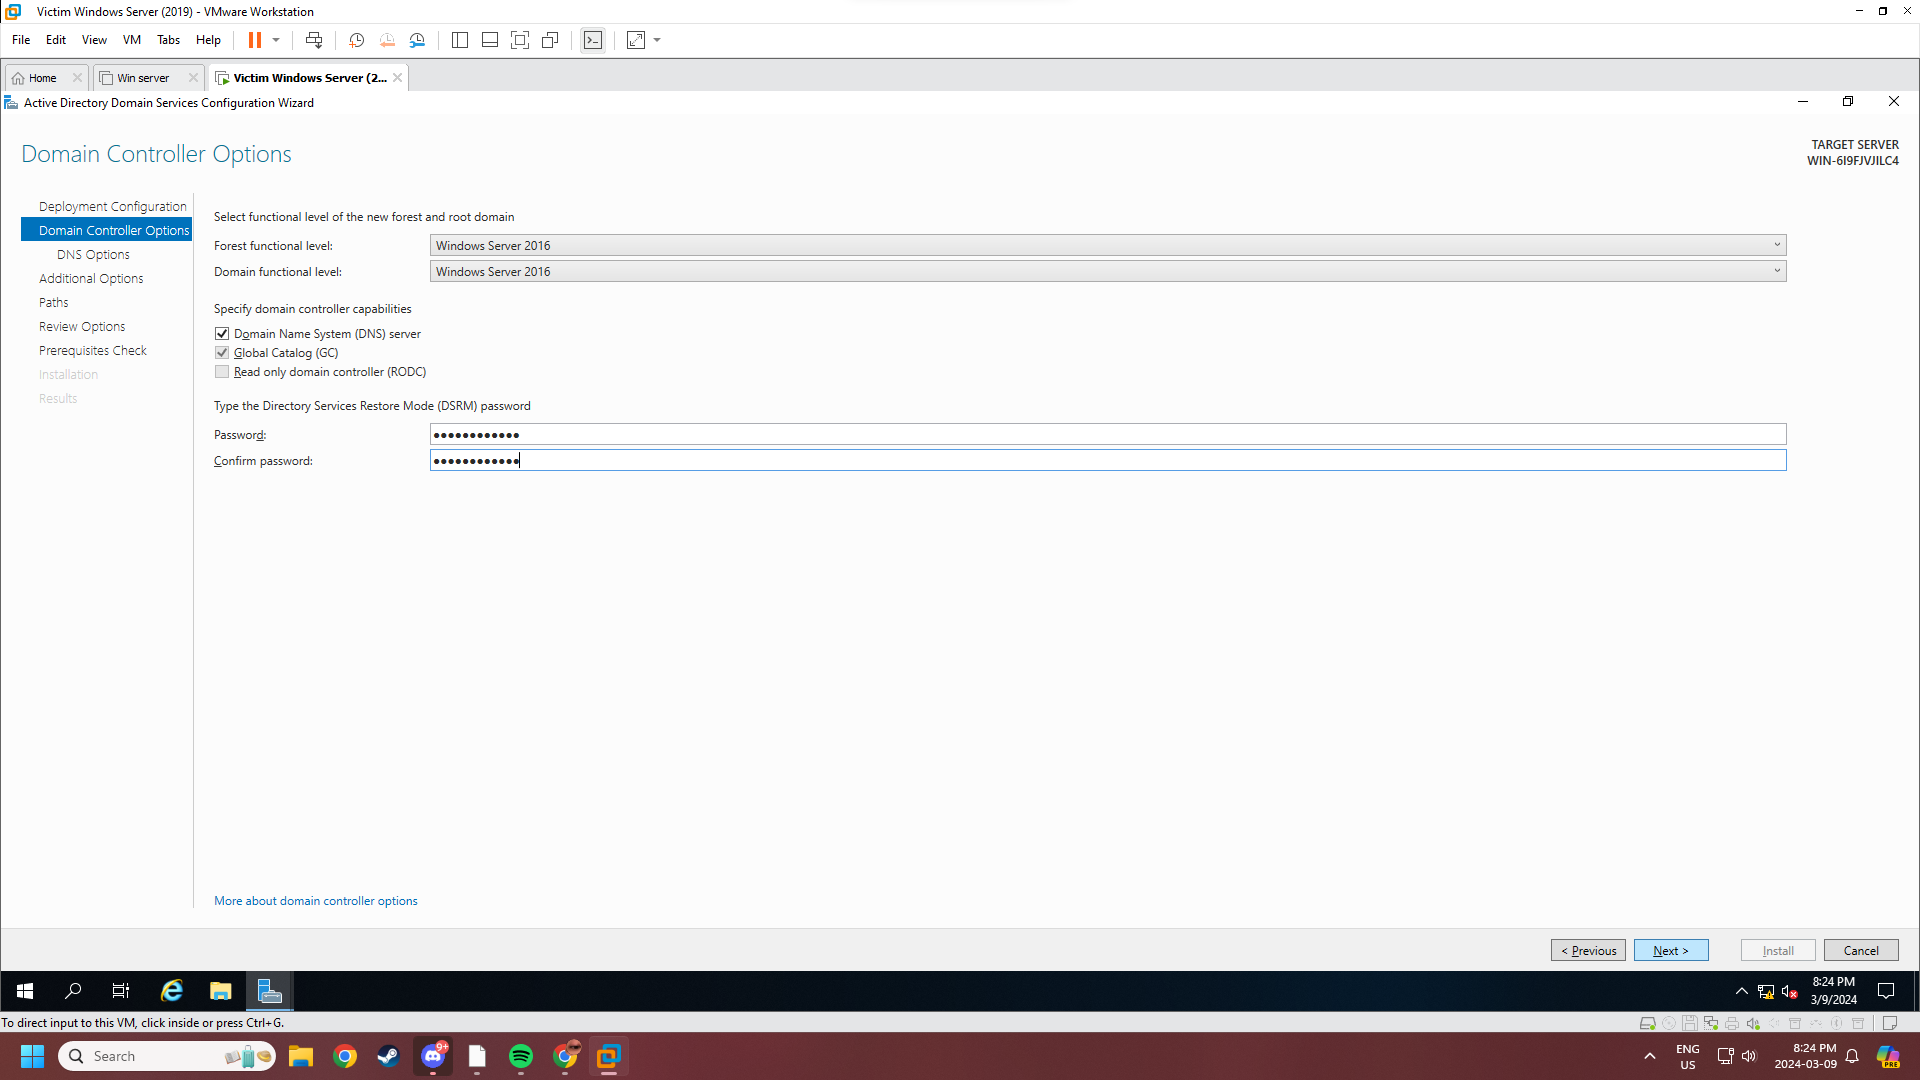 Victim Windows Server (2019) - VMware Workstation
File Edit View VM Tabs Help
Home Win server Victim Windows Server (2...
Active Directory Domain Services Configuration Wizard
Domain Controller Options
TARGET SERVER
WIN-6I9FJVJILC4
Deployment Configuration
Domain Controller Options
DNS Options
Additional Options
Paths
Review Options
Prerequisites Check
Installation
Results
Select functional level of the new forest and root domain
Forest functional level: Windows Server 2016
Domain functional level: Windows Server 2016
Specify domain controller capabilities
Domain Name System (DNS) server
Global Catalog (GC)
Read only domain controller (RODC)
Type the Directory Services Restore Mode (DSRM) password
Password: ●●●●●●●●●●●●
Confirm password: ●●●●●●●●●●●●
More about domain controller options
< Previous Next > Install Cancel
8:24 PM
3/9/2024
To direct input to this VM, click inside or press Ctrl+G.
Search
9+
ENG
US
8:24 PM
2024-03-09
PRE